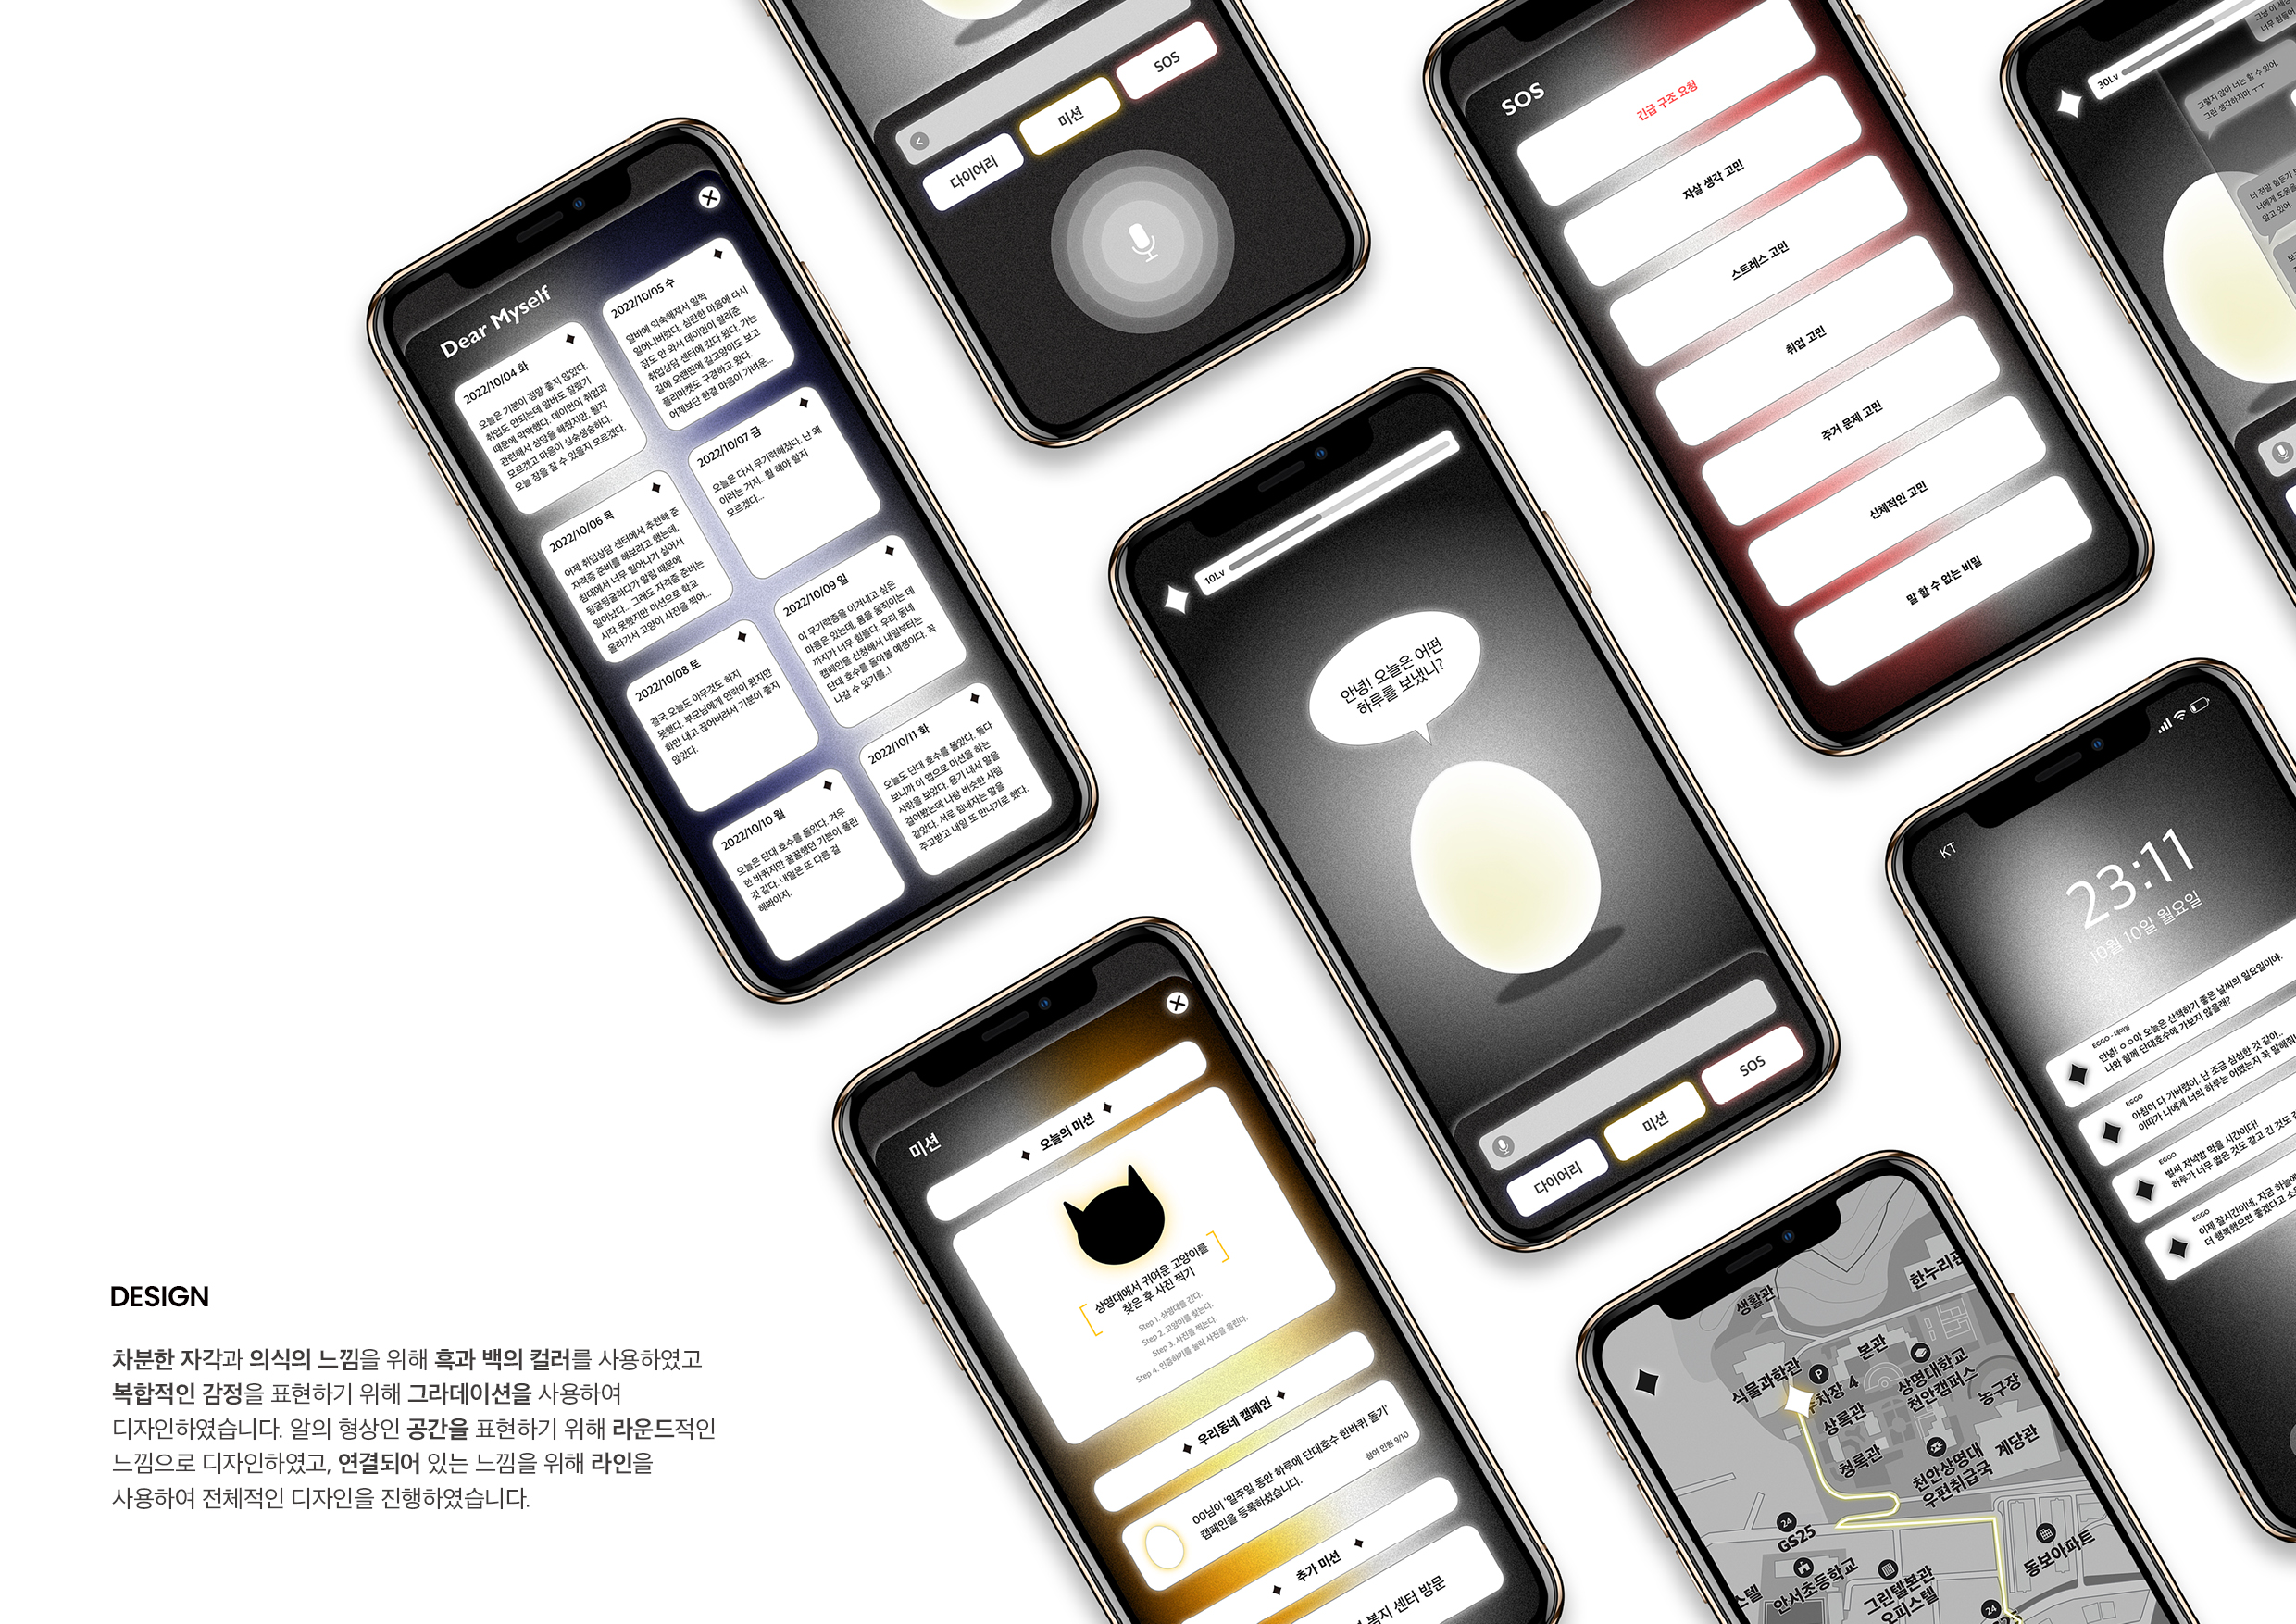 DESIGN
차분한 자각과 의식의 느낌을 위해 흑과 백의 컬러를 사용하였고
복합적인 감정을 표현하기 위해 그라데이션을 사용하여
디자인하였습니다. 알의 형상인 공간을 표현하기 위해 라운드적인
느낌으로 디자인하였고, 연결되어 있는 느낌을 위해 라인을
사용하여 전체적인 디자인을 진행하였습니다.
Dear Myself
2022/10/04 화
오늘은 기분이 정말 좋지 않았다.
취업도 안되는데 알바도 잘렸기
때문에 막막했다. 데이먼이 취업과
관련해서 상담을 해줬지만, 뭘지
모르겠고 마음이 싱숭생숭하다.
오늘 잠을 잘 수 있을지 모르겠다.
2022/10/05 수
알바에 익숙해져서 일찍
일어나버렸다. 심란한 마음에 다시
잠도 안 와서 데이먼이 알려준
취업상담 센터에 갔다 왔다. 가는
길에 오랜만에 길고양이도 보고
플리마켓도 구경하고 왔다.
어제보단 한결 마음이 가벼운...
2022/10/06 목
어제 취업상담 센터에서 추천해 준
자격증 준비를 해보려고 했는데,
침대에서 너무 일어나기 싫어서
뒹굴뒹굴하다가 알림 때문에
일어났다... 그래도 자격증 준비는
시작 못했지만 미션으로 학교
올라가서 고양이 사진을 찍어...
2022/10/07 금
오늘은 다시 무기력해졌다. 난 왜
이러는 거지.. 뭘 해야 할지
모르겠다...
2022/10/08 토
결국 오늘도 아무것도 하지
못했다. 부모님에게 연락이 왔지만
화만 내고 끊어버려서 기분이 좋지
않았다.
2022/10/09 일
이 무기력증을 이겨내고 싶은
마음은 있는데, 몸을 움직이는 데
까지가 너무 힘들다. 우리 동네
캠페인을 신청해서 내일부터는
단대 호수를 돌아볼 예정이다. 꼭
나갈 수 있기를..!
2022/10/10 월
오늘은 단대 호수를 돌았다. 겨우
한 바퀴지만 꿀꿀했던 기분이 풀린
것 같다. 내일은 또 다른 걸
해봐야지.
2022/10/11 화
오늘도 단대 호수를 돌았다. 돌다
보니까 이 앱으로 미션을 하는
사람을 보았다. 용기 내서 말을
걸어봤는데 나랑 비슷한 사람
같았다. 서로 힘내자는 말을
주고받고 내일 또 만나기로 했다.
다이어리
미션
SOS
SOS
긴급 구조 요청
자살 생각 고민
스트레스 고민
취업 고민
주거 문제 고민
신체적인 고민
말 할 수 없는 비밀
30Lv
그냥 이 세
너무 힘들어
그렇지 않아 너는 할 수 있어
그런 생각하지마 ㅜㅜ
너 정말 힘든가
너에게 도움을
알고 있어
10Lv
안녕! 오늘은 어떤
하루를 보냈니?
다이어리
미션
SOS
미션
오늘의 미션
상명대에서 귀여운 고양이를
찾은 후 사진 찍기
Step 1. 상명대를 간다.
Step 2. 고양이를 찾는다.
Step 3. 사진을 찍는다.
Step 4. 인증하기를 눌러 사진을 올린다.
우리동네 캠페인
OO님이 '일주일 동안 하루에 단대호수 한바퀴 돌기'
캠페인을 등록하셨습니다.
참여 인원 9/10
추가 미션
복지 센터 방문
KT
23:11
10월 10일 월요일
EGGO - 데이먼
안녕! ㅇㅇ아 오늘은 산책하기 좋은 날씨의 일요일이야.
나와 함께 단대호수에 가보지 않을래?
EGGO
아침이 다 가버렸어. 난 조금 심심한 것 같아..
이따가 나에게 너의 하루는 어땠는지 꼭 말해줘
EGGO
벌써 저녁밥 먹을 시간이다!
하루가 너무 짧은 것도 같고 긴 것도
EGGO
이제 잘시간이네, 지금 하늘에
더 행복했으면 좋겠다고 소
생활관
한누리관
식물과학관
P
주차장 4
본관
상명대학교
천안캠퍼스
상록관
농구장
청록관
천안상명대
우편취급국
계당관
24
GS25
안서초등학교
그린텔본관
오피스텔
동보아파트
스텔
24